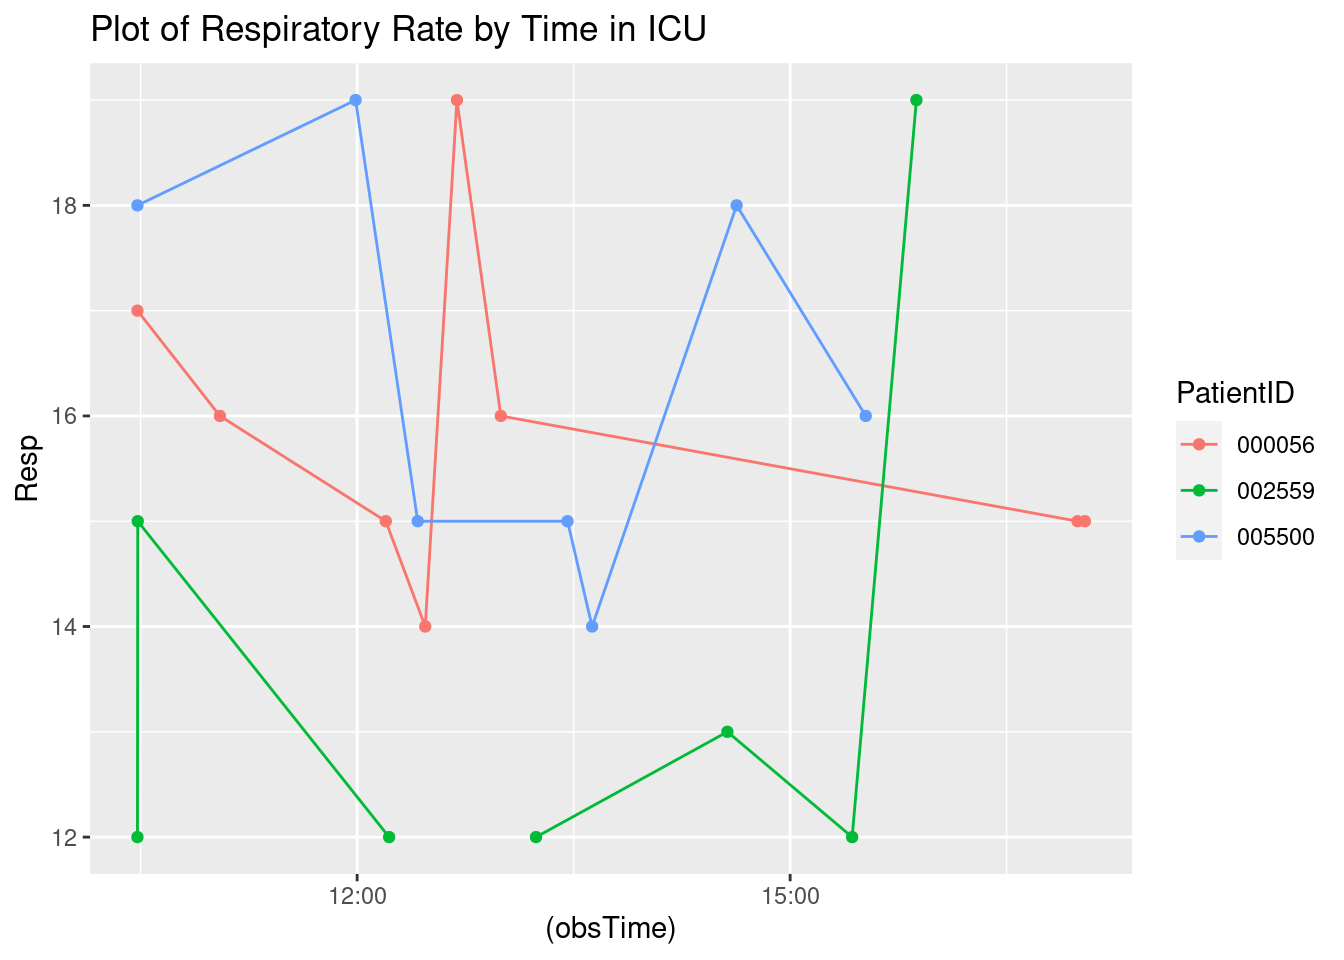 Plot of Respiratory Rate by Time in ICU
18
16
14
12
Resp
12:00
15:00
(obsTime)
PatientID
000056
002559
005500